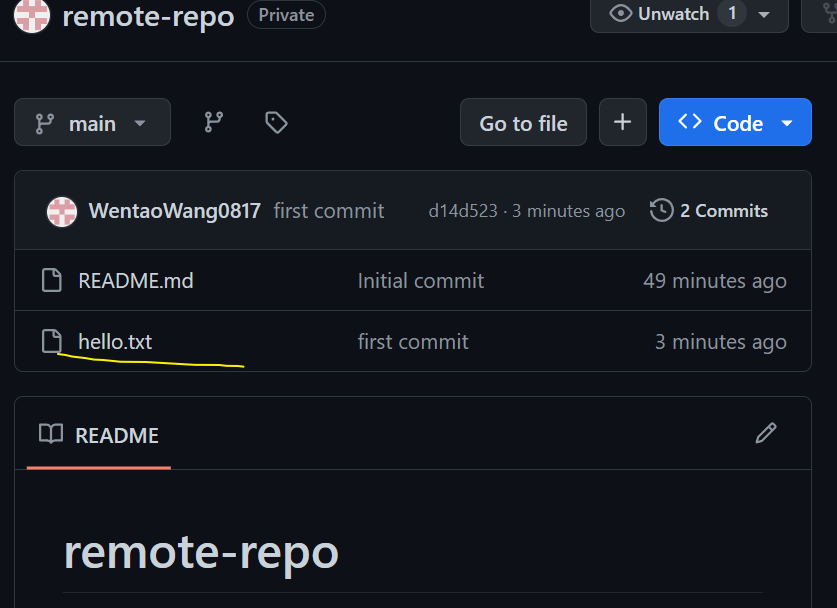 remote-repo Private Unwatch 1
main Go to file + Code
WentaoWang0817 first commit d14d523 · 3 minutes ago 2 Commits
README.md Initial commit 49 minutes ago
hello.txt first commit 3 minutes ago
README
remote-repo